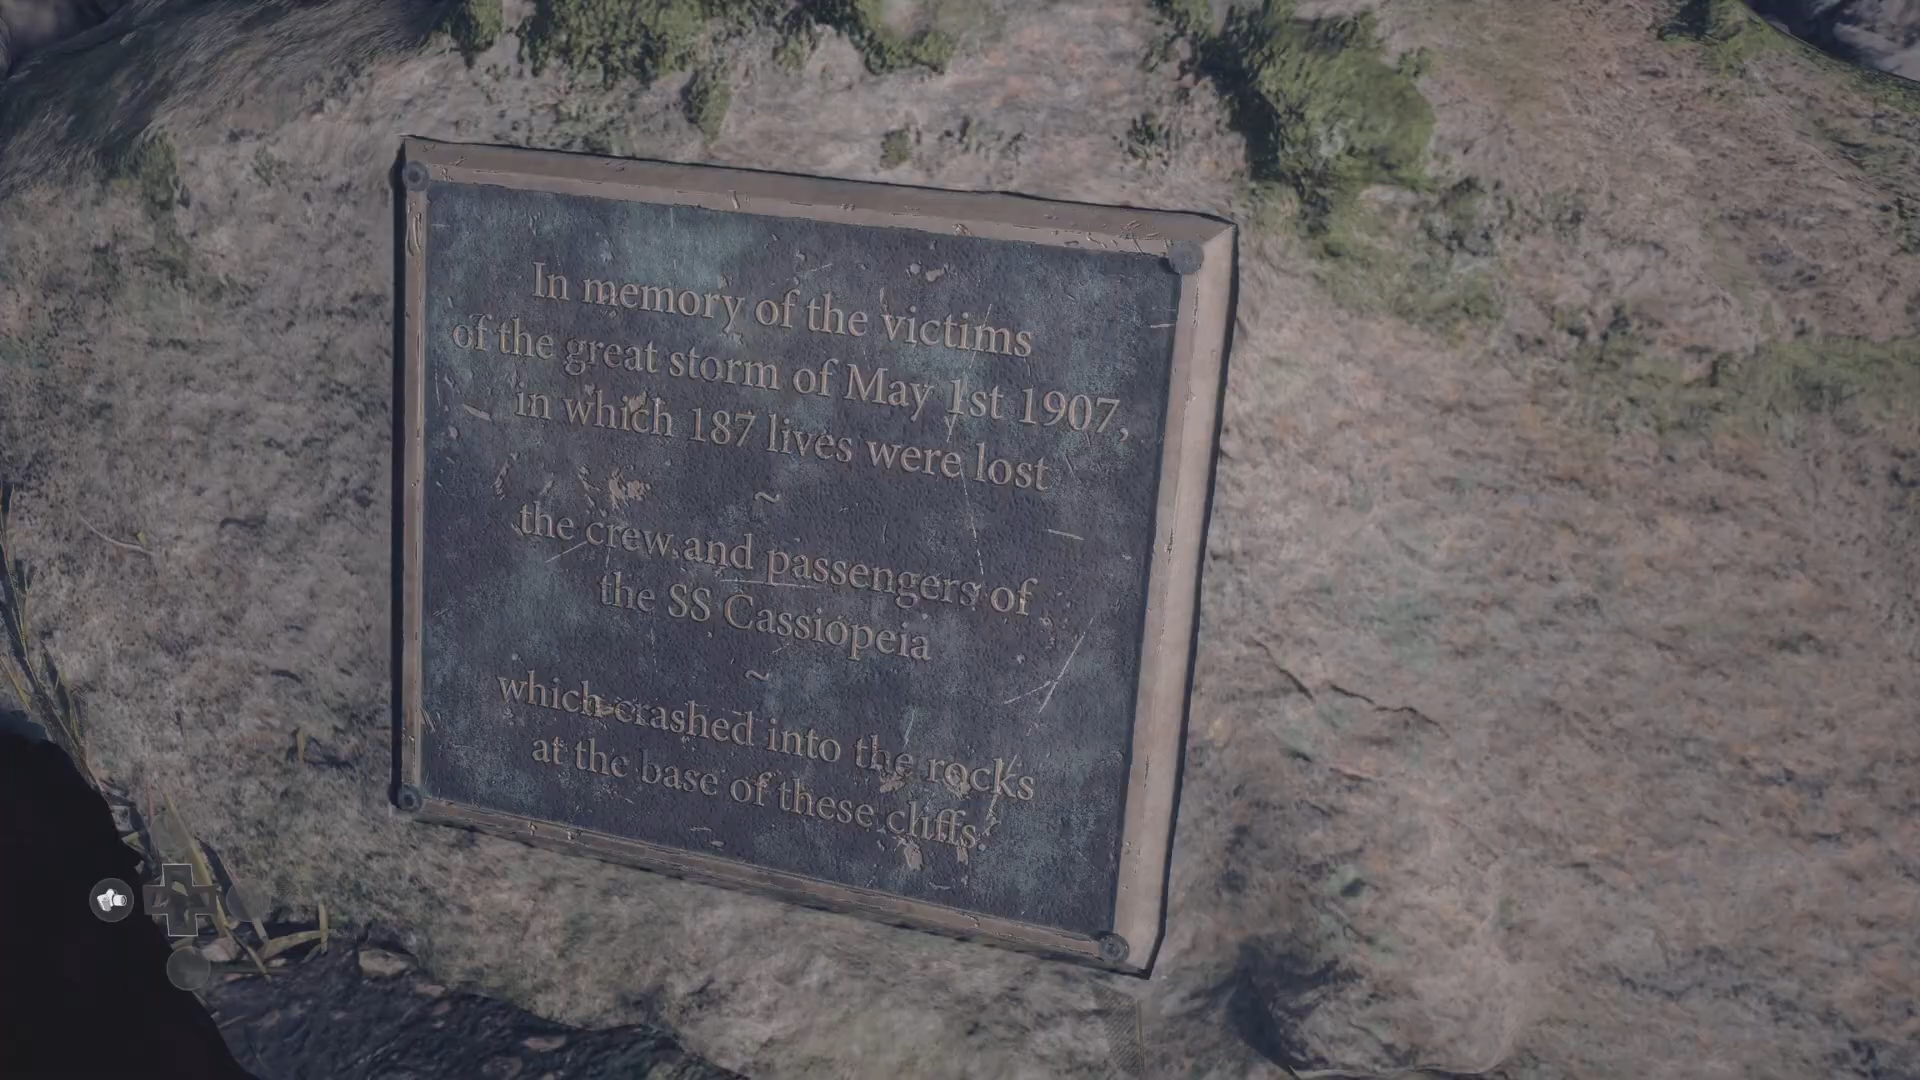 In memory of the victims
of the great storm of May 1st 1907,
in which 187 lives were lost
~
the crew and passengers of
the SS Cassiopeia
~
which crashed into the rocks
at the base of these cliffs.